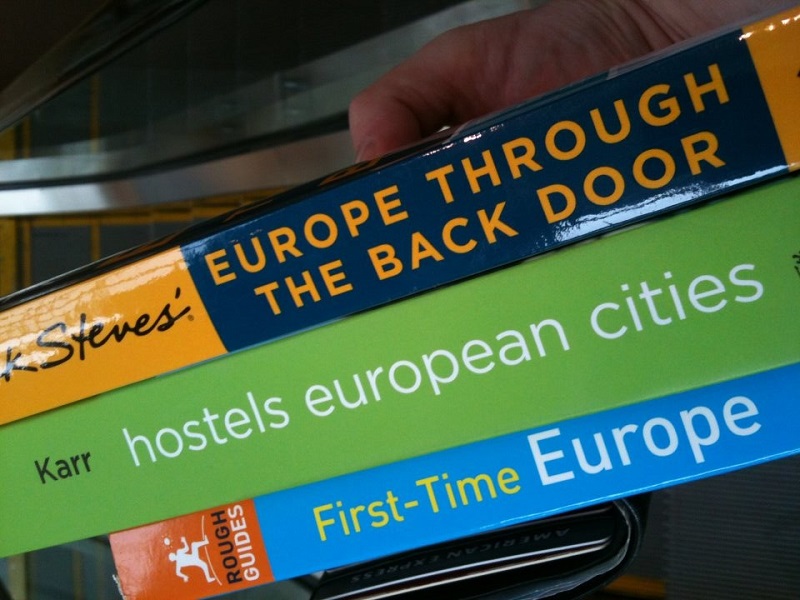 k Steves'
EUROPE THROUGH
THE BACK DOOR
Karr
hostels european cities
ROUGH
GUIDES
First-Time Europe
AMERICAN EXPRESS